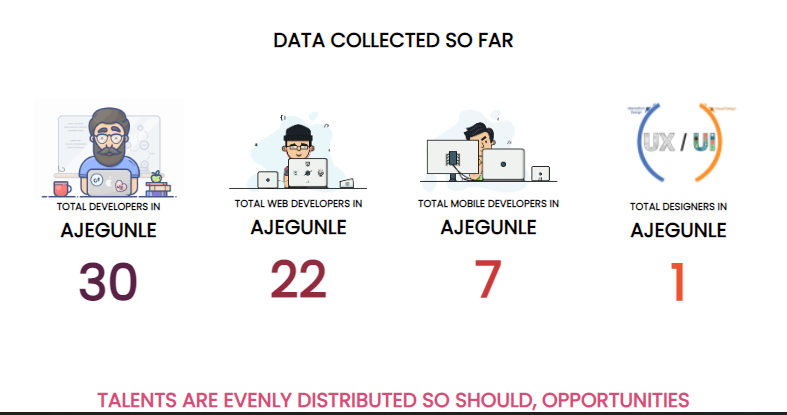 DATA COLLECTED SO FAR
UX / UI
TOTAL DEVELOPERS IN
AJEGUNLE
30
TOTAL WEB DEVELOPERS IN
AJEGUNLE
22
TOTAL MOBILE DEVELOPERS IN
AJEGUNLE
7
TOTAL DESIGNERS IN
AJEGUNLE
1
TALENTS ARE EVENLY DISTRIBUTED SO SHOULD, OPPORTUNITIES